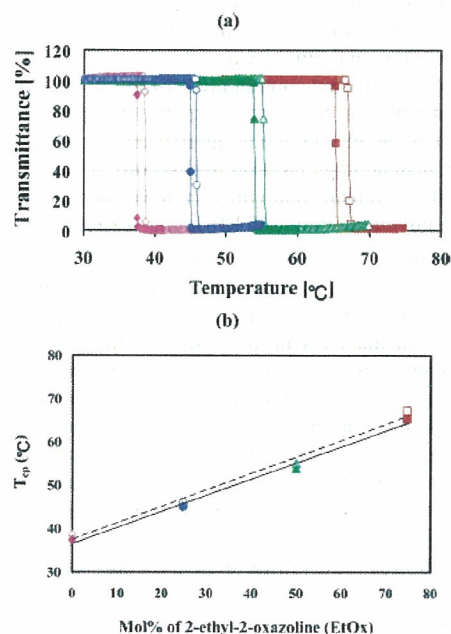 (a)
Transmittance [%]
120
100
80
60
40
20
0
30 40 50 60 70 80
Temperature [℃]
(b)
T_cp (℃)
80
70
60
50
40
30
0 10 20 30 40 50 60 70 80
Mol% of 2-ethyl-2-oxazoline (EtOx)